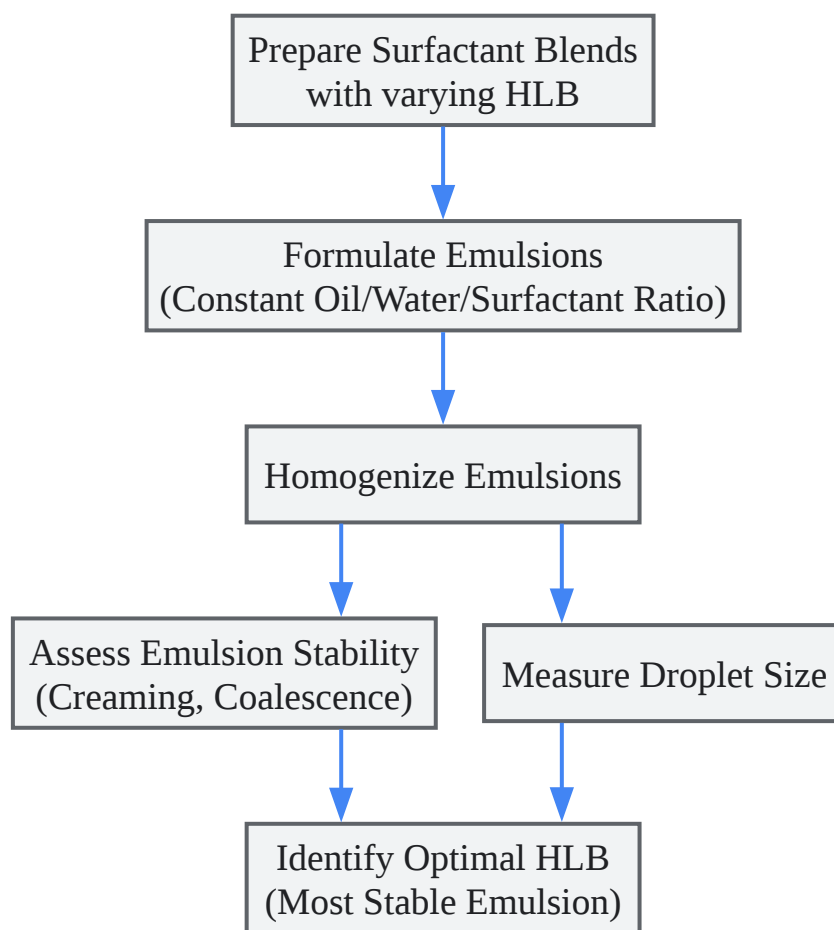 Prepare Surfactant Blends
with varying HLB
Formulate Emulsions
(Constant Oil/Water/Surfactant Ratio)
Homogenize Emulsions
Assess Emulsion Stability
(Creaming, Coalescence)
Measure Droplet Size
Identify Optimal HLB
(Most Stable Emulsion)